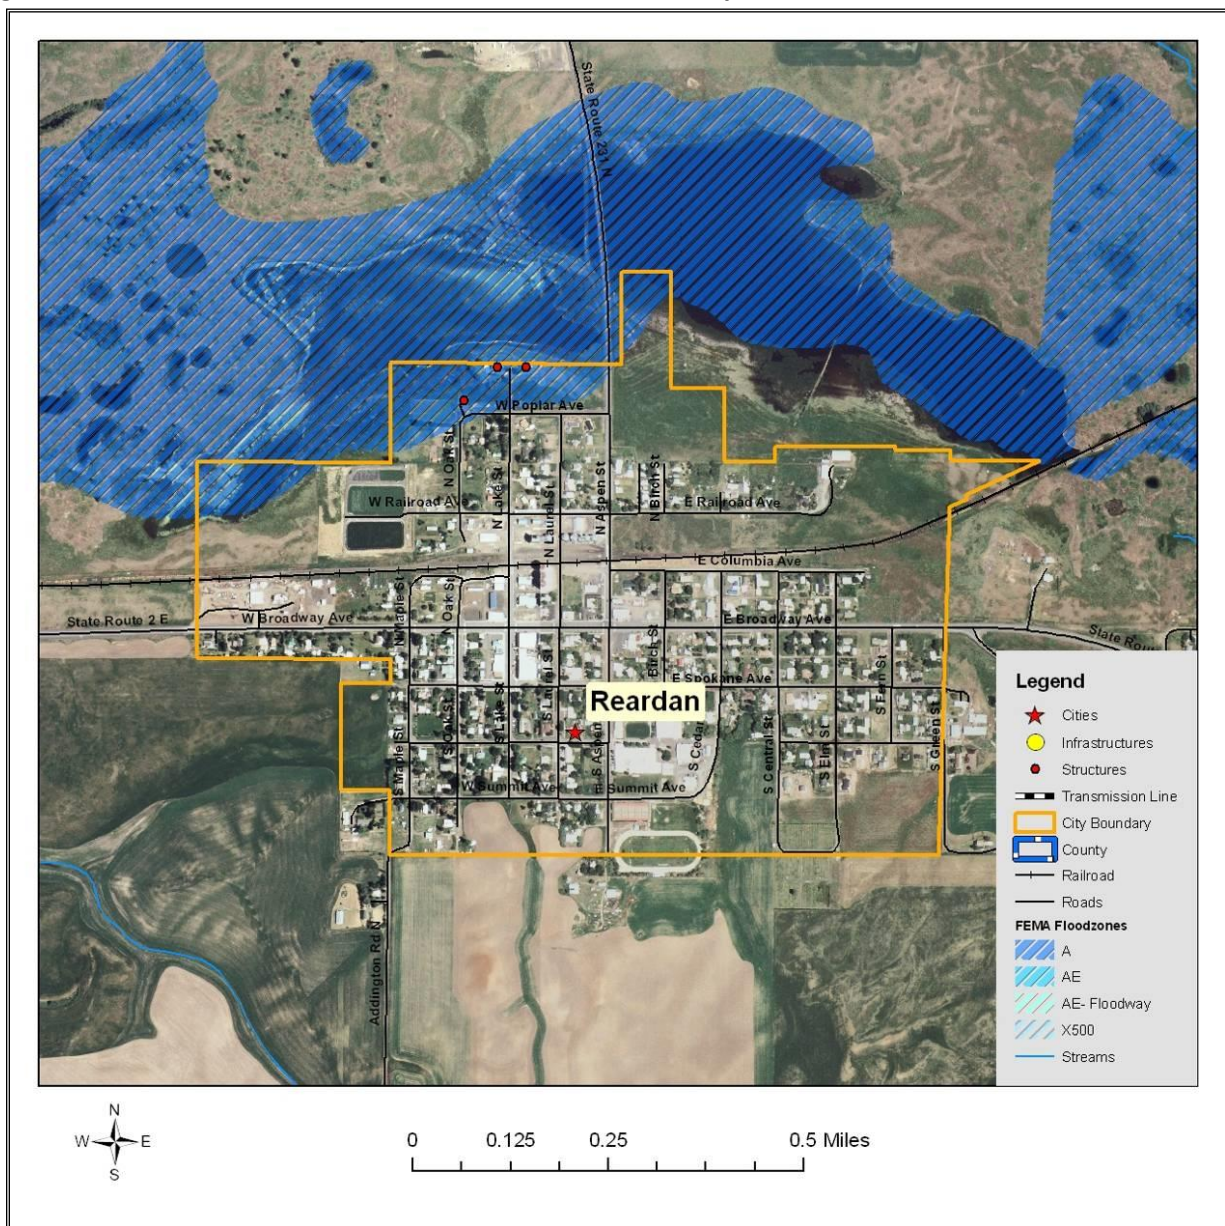 State Route 231 N
W Poplar Ave
N Oak St
N Lake St
N Laurel St
N Aspen St
N Birch St
W Railroad Ave
E Railroad Ave
E Columbia Ave
State Route 2 E
W Broadway Ave
N Maple St
N Oak St
E Broadway Ave
State Rout
Birch St
E Spokane Ave
Reardan
S Maple St
S Oak St
S Lake St
S Laurel St
S Aspen
S Cedar
S Central St
S Elm St
S Fern St
S Green St
W Summit Ave
E Summit Ave
Addington Rd N
Legend
Cities
Infrastructures
Structures
Transmission Line
City Boundary
County
Railroad
Roads
FEMA Floodzones
A
AE
AE- Floodway
X500
Streams
N
W E
S
0 0.125 0.25 0.5 Miles